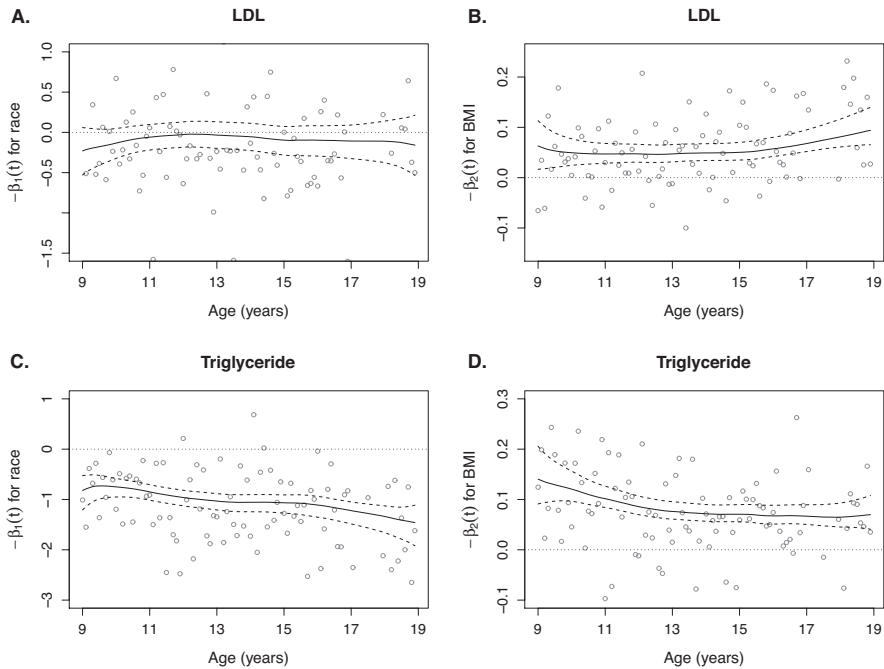 A.
LDL
1.0
0.0
−0.5
−1.5
−β₁(t) for race
9 11 13 15 17 19
Age (years)
B.
LDL
0.2
0.1
0.0
−0.1
−β₂(t) for BMI
9 11 13 15 17 19
Age (years)
C.
Triglyceride
1
0
−1
−2
−3
−β₁(t) for race
9 11 13 15 17 19
Age (years)
D.
Triglyceride
0.3
0.2
0.1
0.0
−0.1
−β₂(t) for BMI
9 11 13 15 17 19
Age (years)